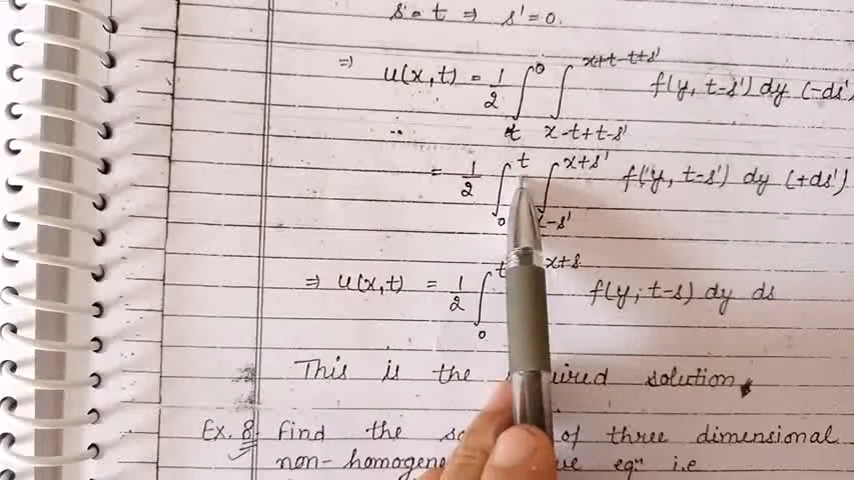 s = t ⇒ s' = 0.
⇒ u(x,t) = 1/2 ∫_t^0 ∫_{x-t+t-s'}^{x+t-t+s'} f(y, t-s') dy (-ds')
= 1/2 ∫_0^t ∫_{x-s'}^{x+s'} f(y, t-s') dy (+ds')
⇒ u(x,t) = 1/2 ∫_0^t ∫^{x+s} f(y, t-s) dy ds
This is the solution.
Ex. 8 Find the of three dimensional
non- eqⁿ i.e